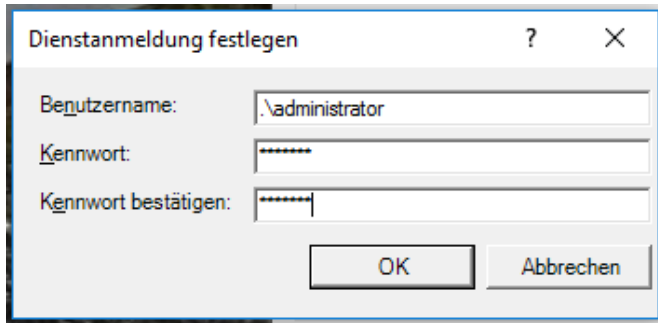 Dienstanmeldung festlegen ? X
Benutzername: .\administrator
Kennwort: *******
Kennwort bestätigen: *******
OK Abbrechen